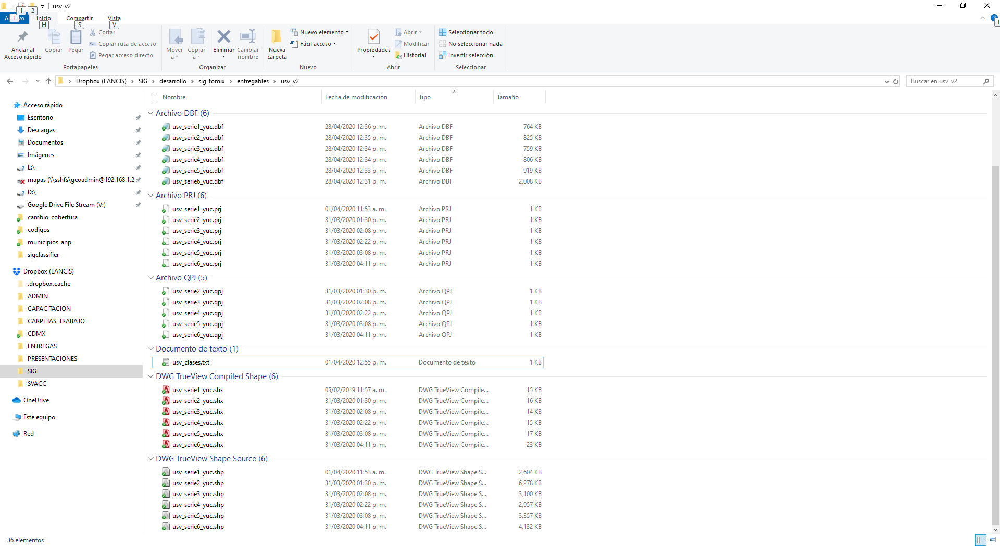 usv_v2
1 2
Archivo Inicio Compartir Vista
F H S V E
Anclar al
Acceso rápido
Copiar
Pegar
Cortar
Copiar ruta de acceso
Pegar acceso directo
Portapapeles
Mover
a
Copiar
a
Eliminar
Cambiar
nombre
Organizar
Nueva
carpeta
Nuevo elemento
Fácil acceso
Nuevo
Propiedades
Abrir
Modificar
Historial
Abrir
Seleccionar todo
No seleccionar nada
Invertir selección
Seleccionar
Dropbox (LANCIS) > SIG > desarrollo > sig_fomix > entregables > usv_v2
Buscar en usv_v2
Acceso rápido
Escritorio
Descargas
Documentos
Imágenes
E:\
mapas (\\sshfs\geoadmin@192.168.1.2
D:\
Google Drive File Stream (V:)
cambio_cobertura
codigos
municipios_anp
sigclassifier
Dropbox (LANCIS)
.dropbox.cache
ADMIN
CAPACITACION
CARPETAS_TRABAJO
CDMX
ENTREGAS
PRESENTACIONES
SIG
SVACC
OneDrive
Este equipo
Red
Nombre Fecha de modificación Tipo Tamaño
Archivo DBF (6)
usv_serie1_yuc.dbf 28/04/2020 12:36 p. m. Archivo DBF 764 KB
usv_serie2_yuc.dbf 28/04/2020 12:35 p. m. Archivo DBF 825 KB
usv_serie3_yuc.dbf 28/04/2020 12:34 p. m. Archivo DBF 759 KB
usv_serie4_yuc.dbf 28/04/2020 12:34 p. m. Archivo DBF 806 KB
usv_serie5_yuc.dbf 28/04/2020 12:33 p. m. Archivo DBF 919 KB
usv_serie6_yuc.dbf 28/04/2020 12:31 p. m. Archivo DBF 2,008 KB
Archivo PRJ (6)
usv_serie1_yuc.prj 01/04/2020 11:53 a. m. Archivo PRJ 1 KB
usv_serie2_yuc.prj 31/03/2020 01:30 p. m. Archivo PRJ 1 KB
usv_serie3_yuc.prj 31/03/2020 02:08 p. m. Archivo PRJ 1 KB
usv_serie4_yuc.prj 31/03/2020 02:22 p. m. Archivo PRJ 1 KB
usv_serie5_yuc.prj 31/03/2020 03:08 p. m. Archivo PRJ 1 KB
usv_serie6_yuc.prj 31/03/2020 04:11 p. m. Archivo PRJ 1 KB
Archivo QPJ (5)
usv_serie2_yuc.qpj 31/03/2020 01:30 p. m. Archivo QPJ 1 KB
usv_serie3_yuc.qpj 31/03/2020 02:08 p. m. Archivo QPJ 1 KB
usv_serie4_yuc.qpj 31/03/2020 02:22 p. m. Archivo QPJ 1 KB
usv_serie5_yuc.qpj 31/03/2020 03:08 p. m. Archivo QPJ 1 KB
usv_serie6_yuc.qpj 31/03/2020 04:11 p. m. Archivo QPJ 1 KB
Documento de texto (1)
usv_clases.txt 01/04/2020 12:55 p. m. Documento de texto 1 KB
DWG TrueView Compiled Shape (6)
usv_serie1_yuc.shx 05/02/2019 11:57 a. m. DWG TrueView Compile... 15 KB
usv_serie2_yuc.shx 31/03/2020 01:30 p. m. DWG TrueView Compile... 16 KB
usv_serie3_yuc.shx 31/03/2020 02:08 p. m. DWG TrueView Compile... 14 KB
usv_serie4_yuc.shx 31/03/2020 02:22 p. m. DWG TrueView Compile... 15 KB
usv_serie5_yuc.shx 31/03/2020 03:08 p. m. DWG TrueView Compile... 17 KB
usv_serie6_yuc.shx 31/03/2020 04:11 p. m. DWG TrueView Compile... 23 KB
DWG TrueView Shape Source (6)
usv_serie1_yuc.shp 01/04/2020 11:53 a. m. DWG TrueView Shape S... 2,604 KB
usv_serie2_yuc.shp 31/03/2020 01:30 p. m. DWG TrueView Shape S... 6,278 KB
usv_serie3_yuc.shp 31/03/2020 02:08 p. m. DWG TrueView Shape S... 3,100 KB
usv_serie4_yuc.shp 31/03/2020 02:22 p. m. DWG TrueView Shape S... 2,957 KB
usv_serie5_yuc.shp 31/03/2020 03:08 p. m. DWG TrueView Shape S... 3,357 KB
usv_serie6_yuc.shp 31/03/2020 04:11 p. m. DWG TrueView Shape S... 4,132 KB
36 elementos